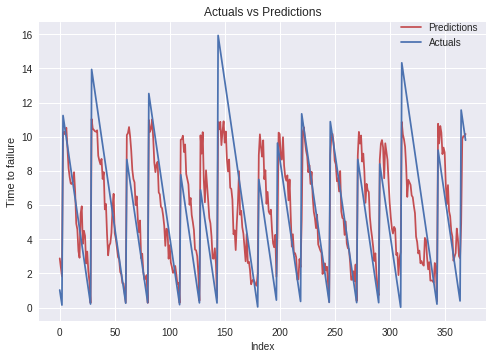 Actuals vs Predictions
Predictions
Actuals
Time to failure
16
14
12
10
8
6
4
2
0
0 50 100 150 200 250 300 350
Index